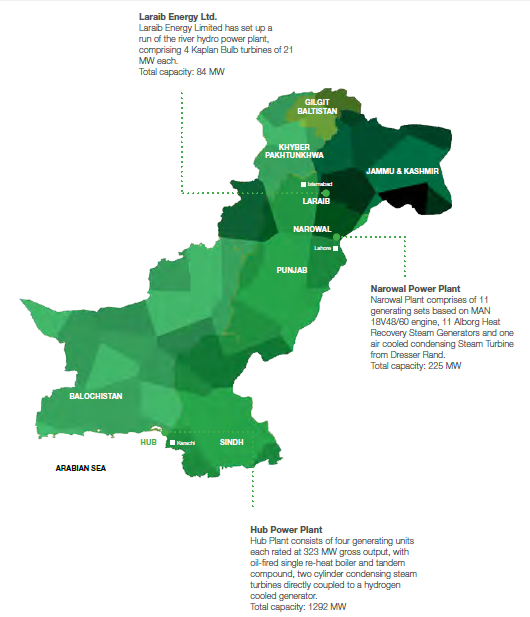 Laraib Energy Ltd.
Laraib Energy Limited has set up a
run of the river hydro power plant,
comprising 4 Kaplan Bulb turbines of 21
MW each.
Total capacity: 84 MW
GILGIT
BALTISTAN
KHYBER
PAKHTUNKHWA
JAMMU & KASHMIR
Islamabad
LARAIB
NAROWAL
Lahore
PUNJAB
Narowal Power Plant
Narowal Plant comprises of 11
generating sets based on MAN
18V48/60 engine, 11 Alborg Heat
Recovery Steam Generators and one
air cooled condensing Steam Turbine
from Dresser Rand.
Total capacity: 225 MW
BALOCHISTAN
HUB
Karachi
SINDH
ARABIAN SEA
Hub Power Plant
Hub Plant consists of four generating units
each rated at 323 MW gross output, with
oil-fired single re-heat boiler and tandem
compound, two cylinder condensing steam
turbines directly coupled to a hydrogen
cooled generator.
Total capacity: 1292 MW